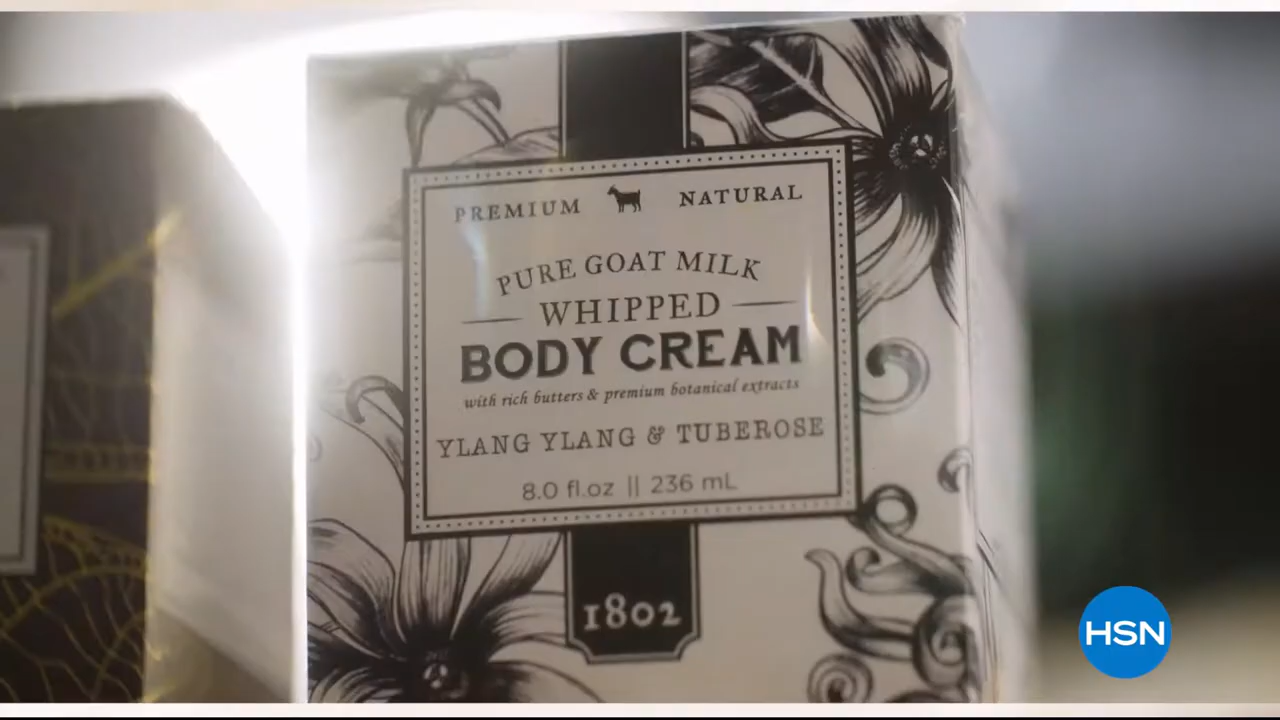 PREMIUM NATURAL
PURE GOAT MILK
WHIPPED
BODY CREAM
with rich butters & premium botanical extracts
YLANG YLANG & TUBEROSE
8.0 fl.oz || 236 mL
1802
HSN